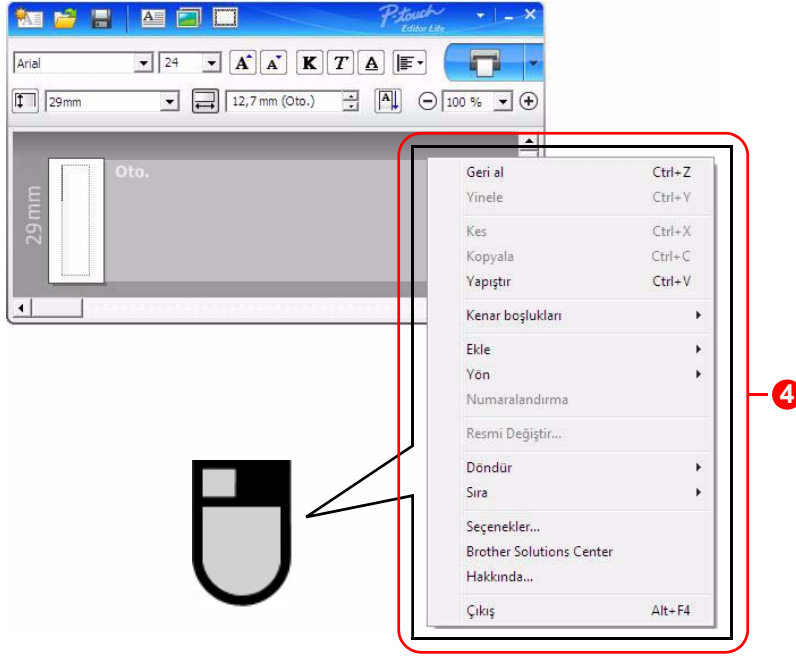 P-touch
Editor Lite
Arial 24 A A K T A
29mm 12,7 mm (Oto.) A 100 %
Oto.
29 mm
Geri al Ctrl+Z
Yinele Ctrl+Y
Kes Ctrl+X
Kopyala Ctrl+C
Yapıştır Ctrl+V
Kenar boşlukları
Ekle
Yön
Numaralandırma
Resmi Değiştir...
Döndür
Sıra
Seçenekler...
Brother Solutions Center
Hakkında...
Çıkış Alt+F4
4